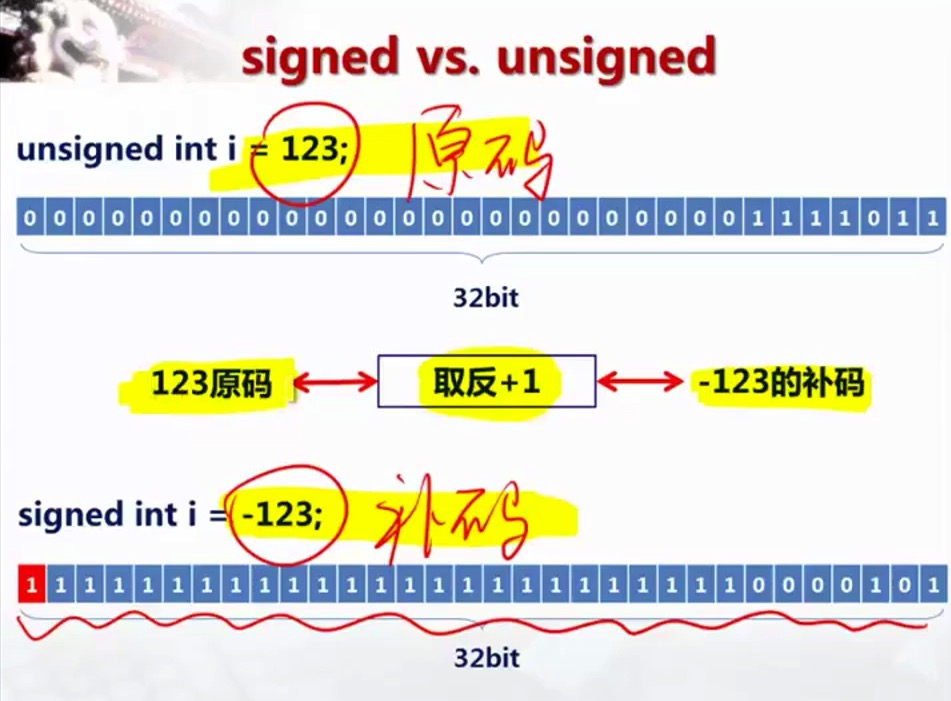 signed vs. unsigned
unsigned int i = 123; 原码
0 0 0 0 0 0 0 0 0 0 0 0 0 0 0 0 0 0 0 0 0 0 0 0 0 1 1 1 1 0 1 1
32bit
123原码 取反+1 -123的补码
signed int i = -123; 补码
1 1 1 1 1 1 1 1 1 1 1 1 1 1 1 1 1 1 1 1 1 1 1 1 1 0 0 0 0 1 0 1
32bit